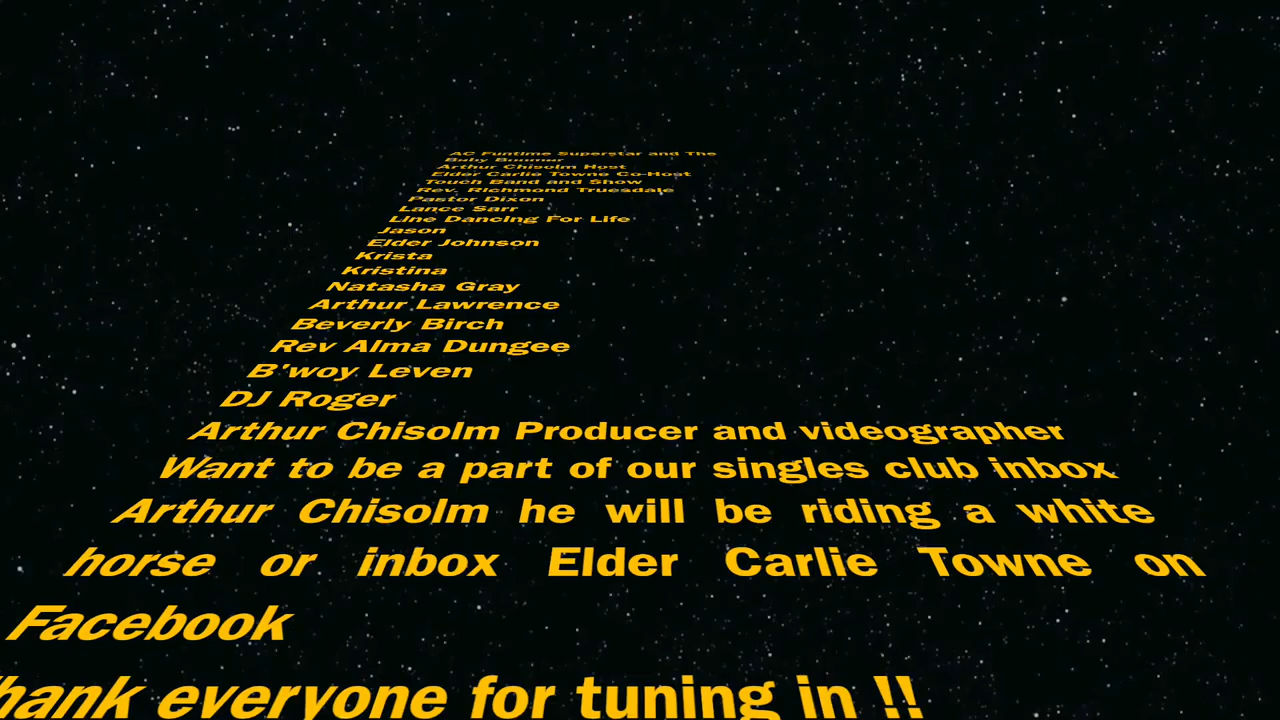 AC Funtime Superstar and The
Arthur Chisolm Host
Elder Carlie Towne Co-Host
Touch Band and Show
Rev. Richmond Truesdale
Pastor Dixon
Lance Sarr
Line Dancing For Life
Jason
Elder Johnson
Krista
Kristina
Natasha Gray
Arthur Lawrence
Beverly Birch
Rev Alma Dungee
B'woy Leven
DJ Roger
Arthur Chisolm Producer and videographer
Want to be a part of our singles club inbox
Arthur Chisolm he will be riding a white
horse or inbox Elder Carlie Towne on
Facebook
hank everyone for tuning in !!